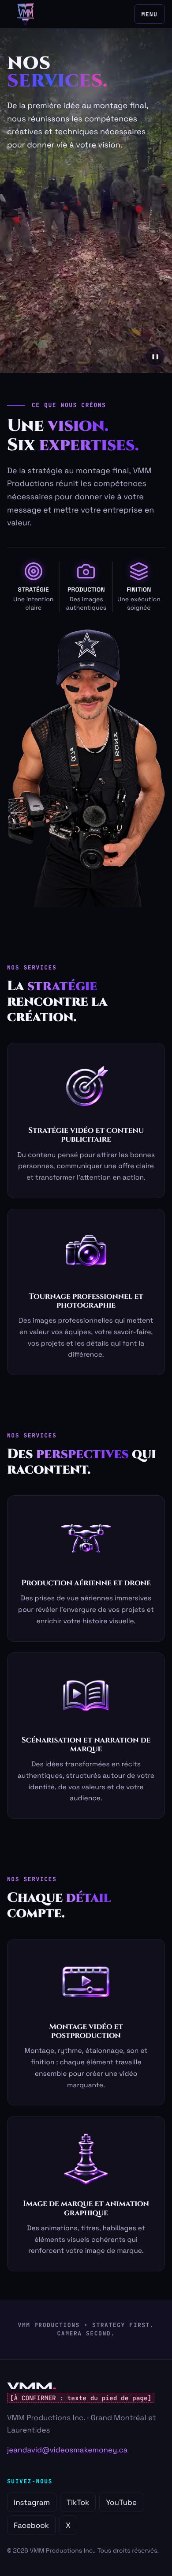 MENU
NOS
SERVICES.
De la première idée au montage final,
nous réunissons les compétences
créatives et techniques nécessaires
pour donner vie à votre vision.
CE QUE NOUS CRÉONS
Une vision.
Six expertises.
De la stratégie au montage final, VMM
Productions réunit les compétences
nécessaires pour donner vie à votre
message et mettre votre entreprise en
valeur.
STRATÉGIE
Une intention
claire
PRODUCTION
Des images
authentiques
FINITION
Une exécution
soignée
NOS SERVICES
La stratégie
rencontre la
création.
Stratégie vidéo et contenu
publicitaire
Du contenu pensé pour attirer les bonnes
personnes, communiquer une offre claire
et transformer l'attention en action.
Tournage professionnel et
photographie
Des images professionnelles qui mettent
en valeur vos équipes, votre savoir-faire,
vos projets et les détails qui font la
différence.
NOS SERVICES
Des perspectives qui
racontent.
Production aérienne et drone
Des prises de vue aériennes immersives
pour révéler l'envergure de vos projets et
enrichir votre histoire visuelle.
Scénarisation et narration de
marque
Des idées transformées en récits
authentiques, structurés autour de votre
identité, de vos valeurs et de votre
audience.
NOS SERVICES
Chaque détail
compte.
Montage vidéo et
postproduction
Montage, rythme, étalonnage, son et
finition : chaque élément travaille
ensemble pour créer une vidéo
marquante.
Image de marque et animation
graphique
Des animations, titres, habillages et
éléments visuels cohérents qui
renforcent votre image de marque.
VMM PRODUCTIONS - STRATEGY FIRST.
CAMERA SECOND.
VMM.
[À CONFIRMER : texte du pied de page]
VMM Productions Inc. · Grand Montréal et
Laurentides
jeandavid@videosmakemoney.ca
SUIVEZ-NOUS
Instagram
TikTok
YouTube
Facebook
X
© 2026 VMM Productions Inc.. Tous droits réservés.